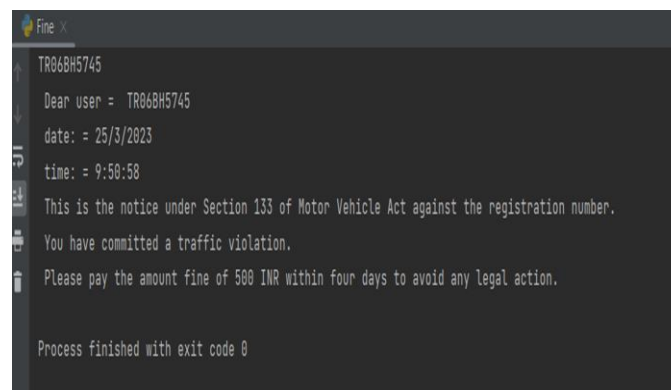 Fine
TR06BH5745
Dear user = TR06BH5745
date: = 25/3/2023
time: = 9:50:58
This is the notice under Section 133 of Motor Vehicle Act against the registration number.
You have committed a traffic violation.
Please pay the amount fine of 500 INR within four days to avoid any legal action.
Process finished with exit code 0